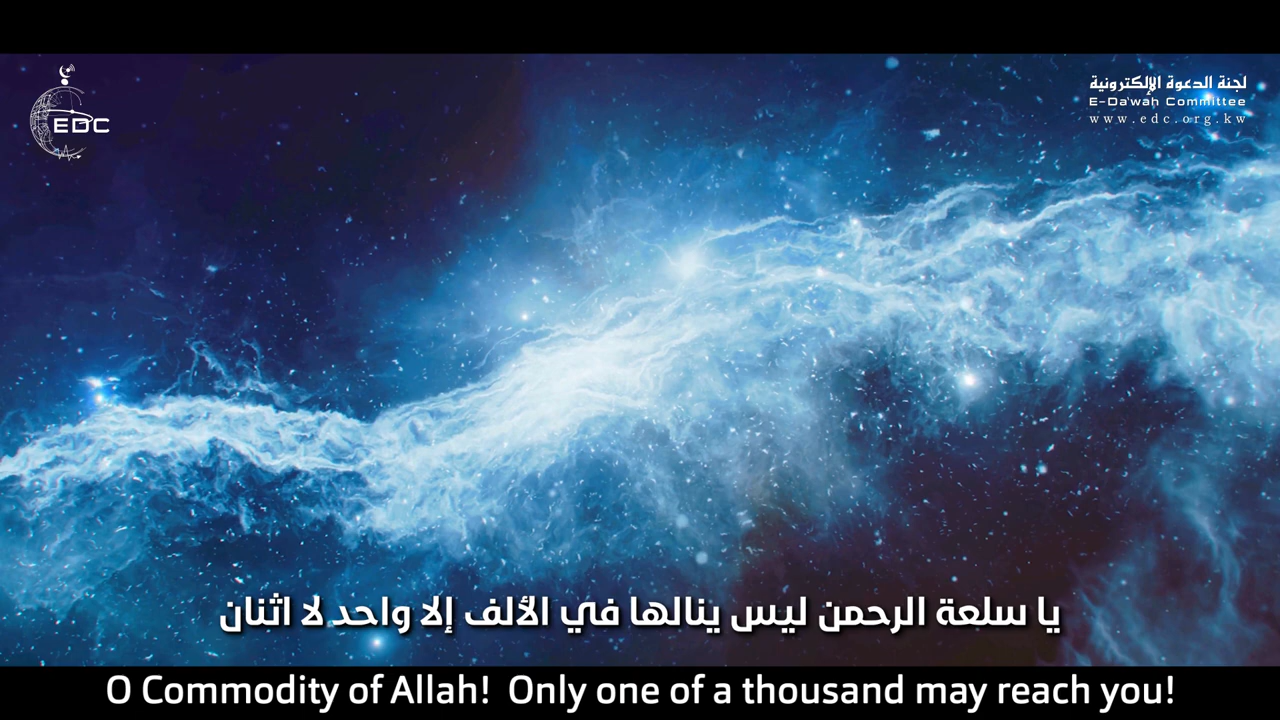 EDC
لجنة الدعوة الإلكترونية
E-Da'wah Committee
www.edc.org.kw
يا سلعة الرحمن ليس ينالها في الألف إلا واحد لا اثنان
O Commodity of Allah! Only one of a thousand may reach you!